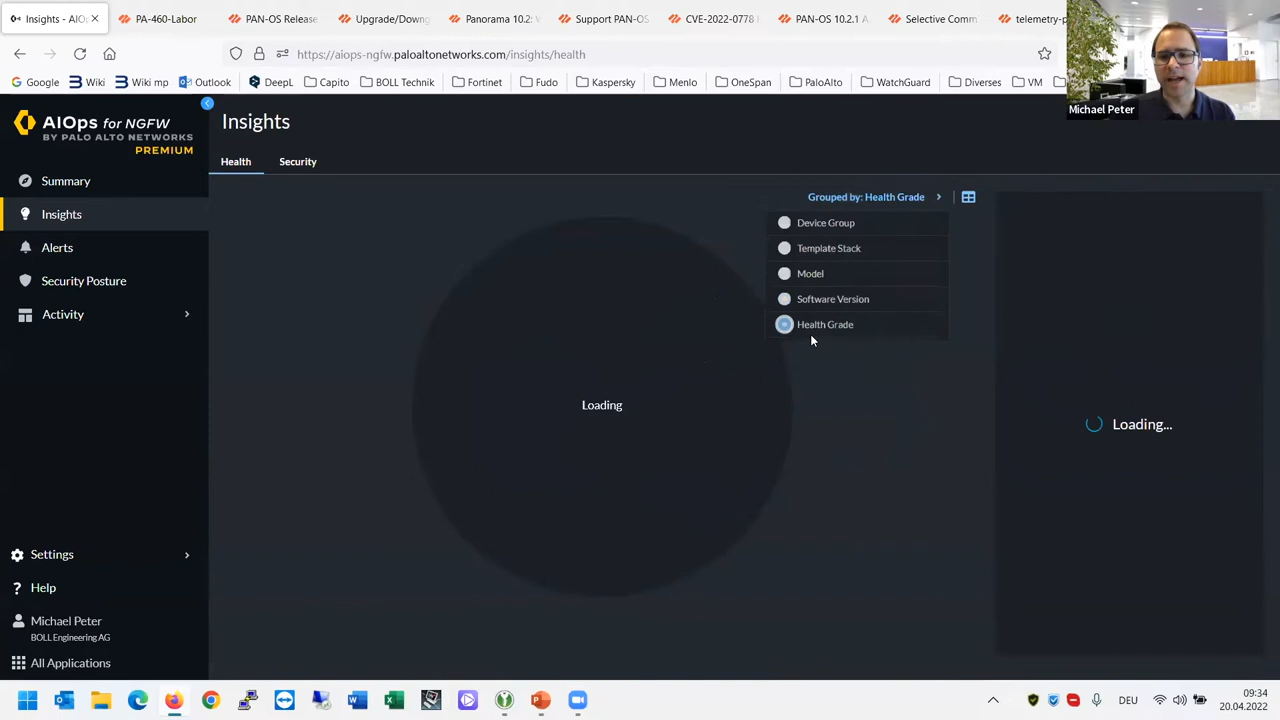 Insights - AIO
PA-460-Labor
PAN-OS Release
Upgrade/Downg
Panorama 10.2:
Support PAN-OS
CVE-2022-0778 I
PAN-OS 10.2.1 A
Selective Comm
telemetry-p
https://aiops-ngfw.paloaltonetworks.com/insights/health
Google
Wiki
Wiki mp
Outlook
DeepL
Capito
BOLL Technik
Fortinet
Fudo
Kaspersky
Menlo
OneSpan
PaloAlto
WatchGuard
Diverses
VM
Michael Peter
AIOps for NGFW
BY PALO ALTO NETWORKS
PREMIUM
Summary
Insights
Alerts
Security Posture
Activity
Settings
Help
Michael Peter
BOLL Engineering AG
All Applications
Insights
Health
Security
Grouped by: Health Grade
Device Group
Template Stack
Model
Software Version
Health Grade
Loading
Loading...
DEU
09:34
20.04.2022